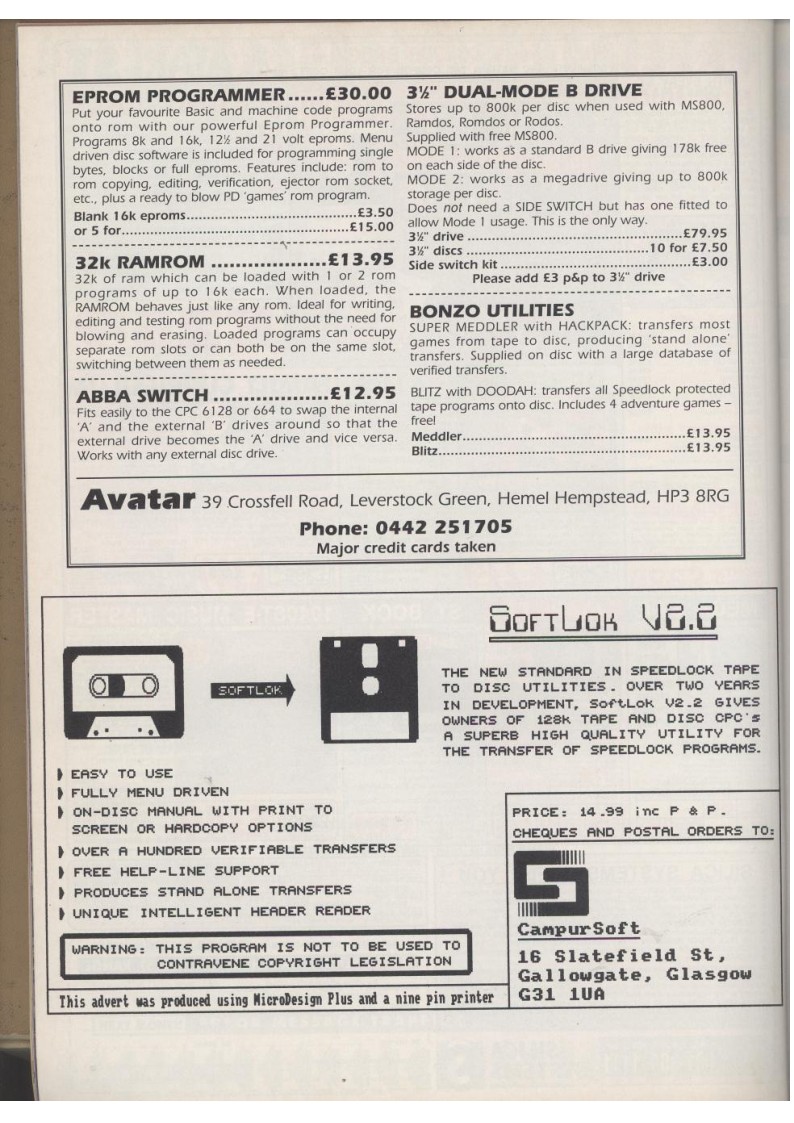 EPROM PROGRAMMER......£30.00
Put your favourite Basic and machine code programs
onto rom with our powerful Eprom Programmer.
Programs 8k and 16k, 12½ and 21 volt eproms. Menu
driven disc software is included for programming single
bytes, blocks or full eproms. Features include: rom to
rom copying, editing, verification, ejector rom socket,
etc., plus a ready to blow PD 'games' rom program.
Blank 16k eproms..........................................£3.50
or 5 for.......................................................£15.00
32k RAMROM ...................£13.95
32k of ram which can be loaded with 1 or 2 rom
programs of up to 16k each. When loaded, the
RAMROM behaves just like any rom. Ideal for writing,
editing and testing rom programs without the need for
blowing and erasing. Loaded programs can occupy
separate rom slots or can both be on the same slot,
switching between them as needed.
ABBA SWITCH ....................£12.95
Fits easily to the CPC 6128 or 664 to swap the internal
'A' and the external 'B' drives around so that the
external drive becomes the 'A' drive and vice versa.
Works with any external disc drive.
3½" DUAL-MODE B DRIVE
Stores up to 800k per disc when used with MS800,
Ramdos, Romdos or Rodos.
Supplied with free MS800.
MODE 1: works as a standard B drive giving 178k free
on each side of the disc.
MODE 2: works as a megadrive giving up to 800k
storage per disc.
Does not need a SIDE SWITCH but has one fitted to
allow Mode 1 usage. This is the only way.
3½" drive ......................................................£79.95
3½" discs .............................................10 for £7.50
Side switch kit ................................................£3.00
Please add £3 p&p to 3½" drive
BONZO UTILITIES
SUPER MEDDLER with HACKPACK: transfers most
games from tape to disc, producing 'stand alone'
transfers. Supplied on disc with a large database of
verified transfers.
BLITZ with DOODAH: transfers all Speedlock protected
tape programs onto disc. Includes 4 adventure games –
free!
Meddler........................................................£13.95
Blitz..............................................................£13.95
Avatar 39 Crossfell Road, Leverstock Green, Hemel Hempstead, HP3 8RG
Phone: 0442 251705
Major credit cards taken
SOFTLOK V2.2
SOFTLOK
THE NEW STANDARD IN SPEEDLOCK TAPE
TO DISC UTILITIES. OVER TWO YEARS
IN DEVELOPMENT, SoftLok V2.2 GIVES
OWNERS OF 128K TAPE AND DISC CPC's
A SUPERB HIGH QUALITY UTILITY FOR
THE TRANSFER OF SPEEDLOCK PROGRAMS.
EASY TO USE
FULLY MENU DRIVEN
ON-DISC MANUAL WITH PRINT TO
SCREEN OR HARDCOPY OPTIONS
OVER A HUNDRED VERIFIABLE TRANSFERS
FREE HELP-LINE SUPPORT
PRODUCES STAND ALONE TRANSFERS
UNIQUE INTELLIGENT HEADER READER
WARNING: THIS PROGRAM IS NOT TO BE USED TO
CONTRAVENE COPYRIGHT LEGISLATION
This advert was produced using MicroDesign Plus and a nine pin printer
PRICE: 14.99 inc P & P.
CHEQUES AND POSTAL ORDERS TO:
CampurSoft
16 Slatefield St,
Gallowgate, Glasgow
G31 1UA